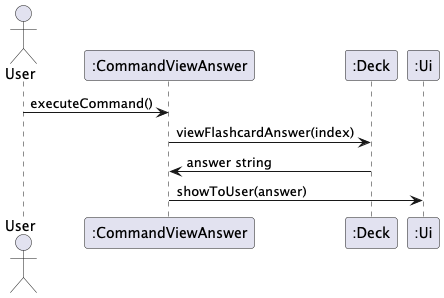 User
:CommandViewAnswer
:Deck
:Ui
executeCommand()
viewFlashcardAnswer(index)
answer string
showToUser(answer)
User
:CommandViewAnswer
:Deck
:Ui